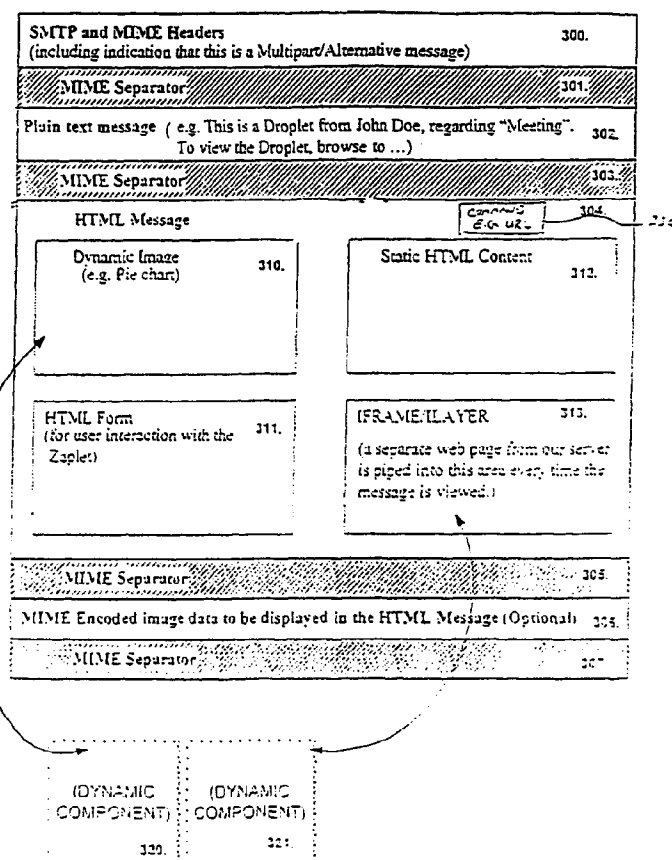 SMTP and MIME Headers 300.
(including indication that this is a Multipart/Alternative message)
MIME Separator 301.
Plain text message ( e.g. This is a Droplet from John Doe, regarding "Meeting". 302
To view the Droplet, browse to ...)
MIME Separator 303.
HTML Message 304.
E.G. URL
Dynamic Image 310.
(e.g. Pie chart)
Static HTML Content
312.
HTML Form 311.
(for user interaction with the
Zaplet)
IFRAME/ILAYER 313.
(a separate web page from our server
is piped into this area every time the
message is viewed.)
MIME Separator 305.
MIME Encoded image data to be displayed in the HTML Message (Optional) 306.
MIME Separator 307
(DYNAMIC
COMPONENT)
320.
(DYNAMIC
COMPONENT)
321.